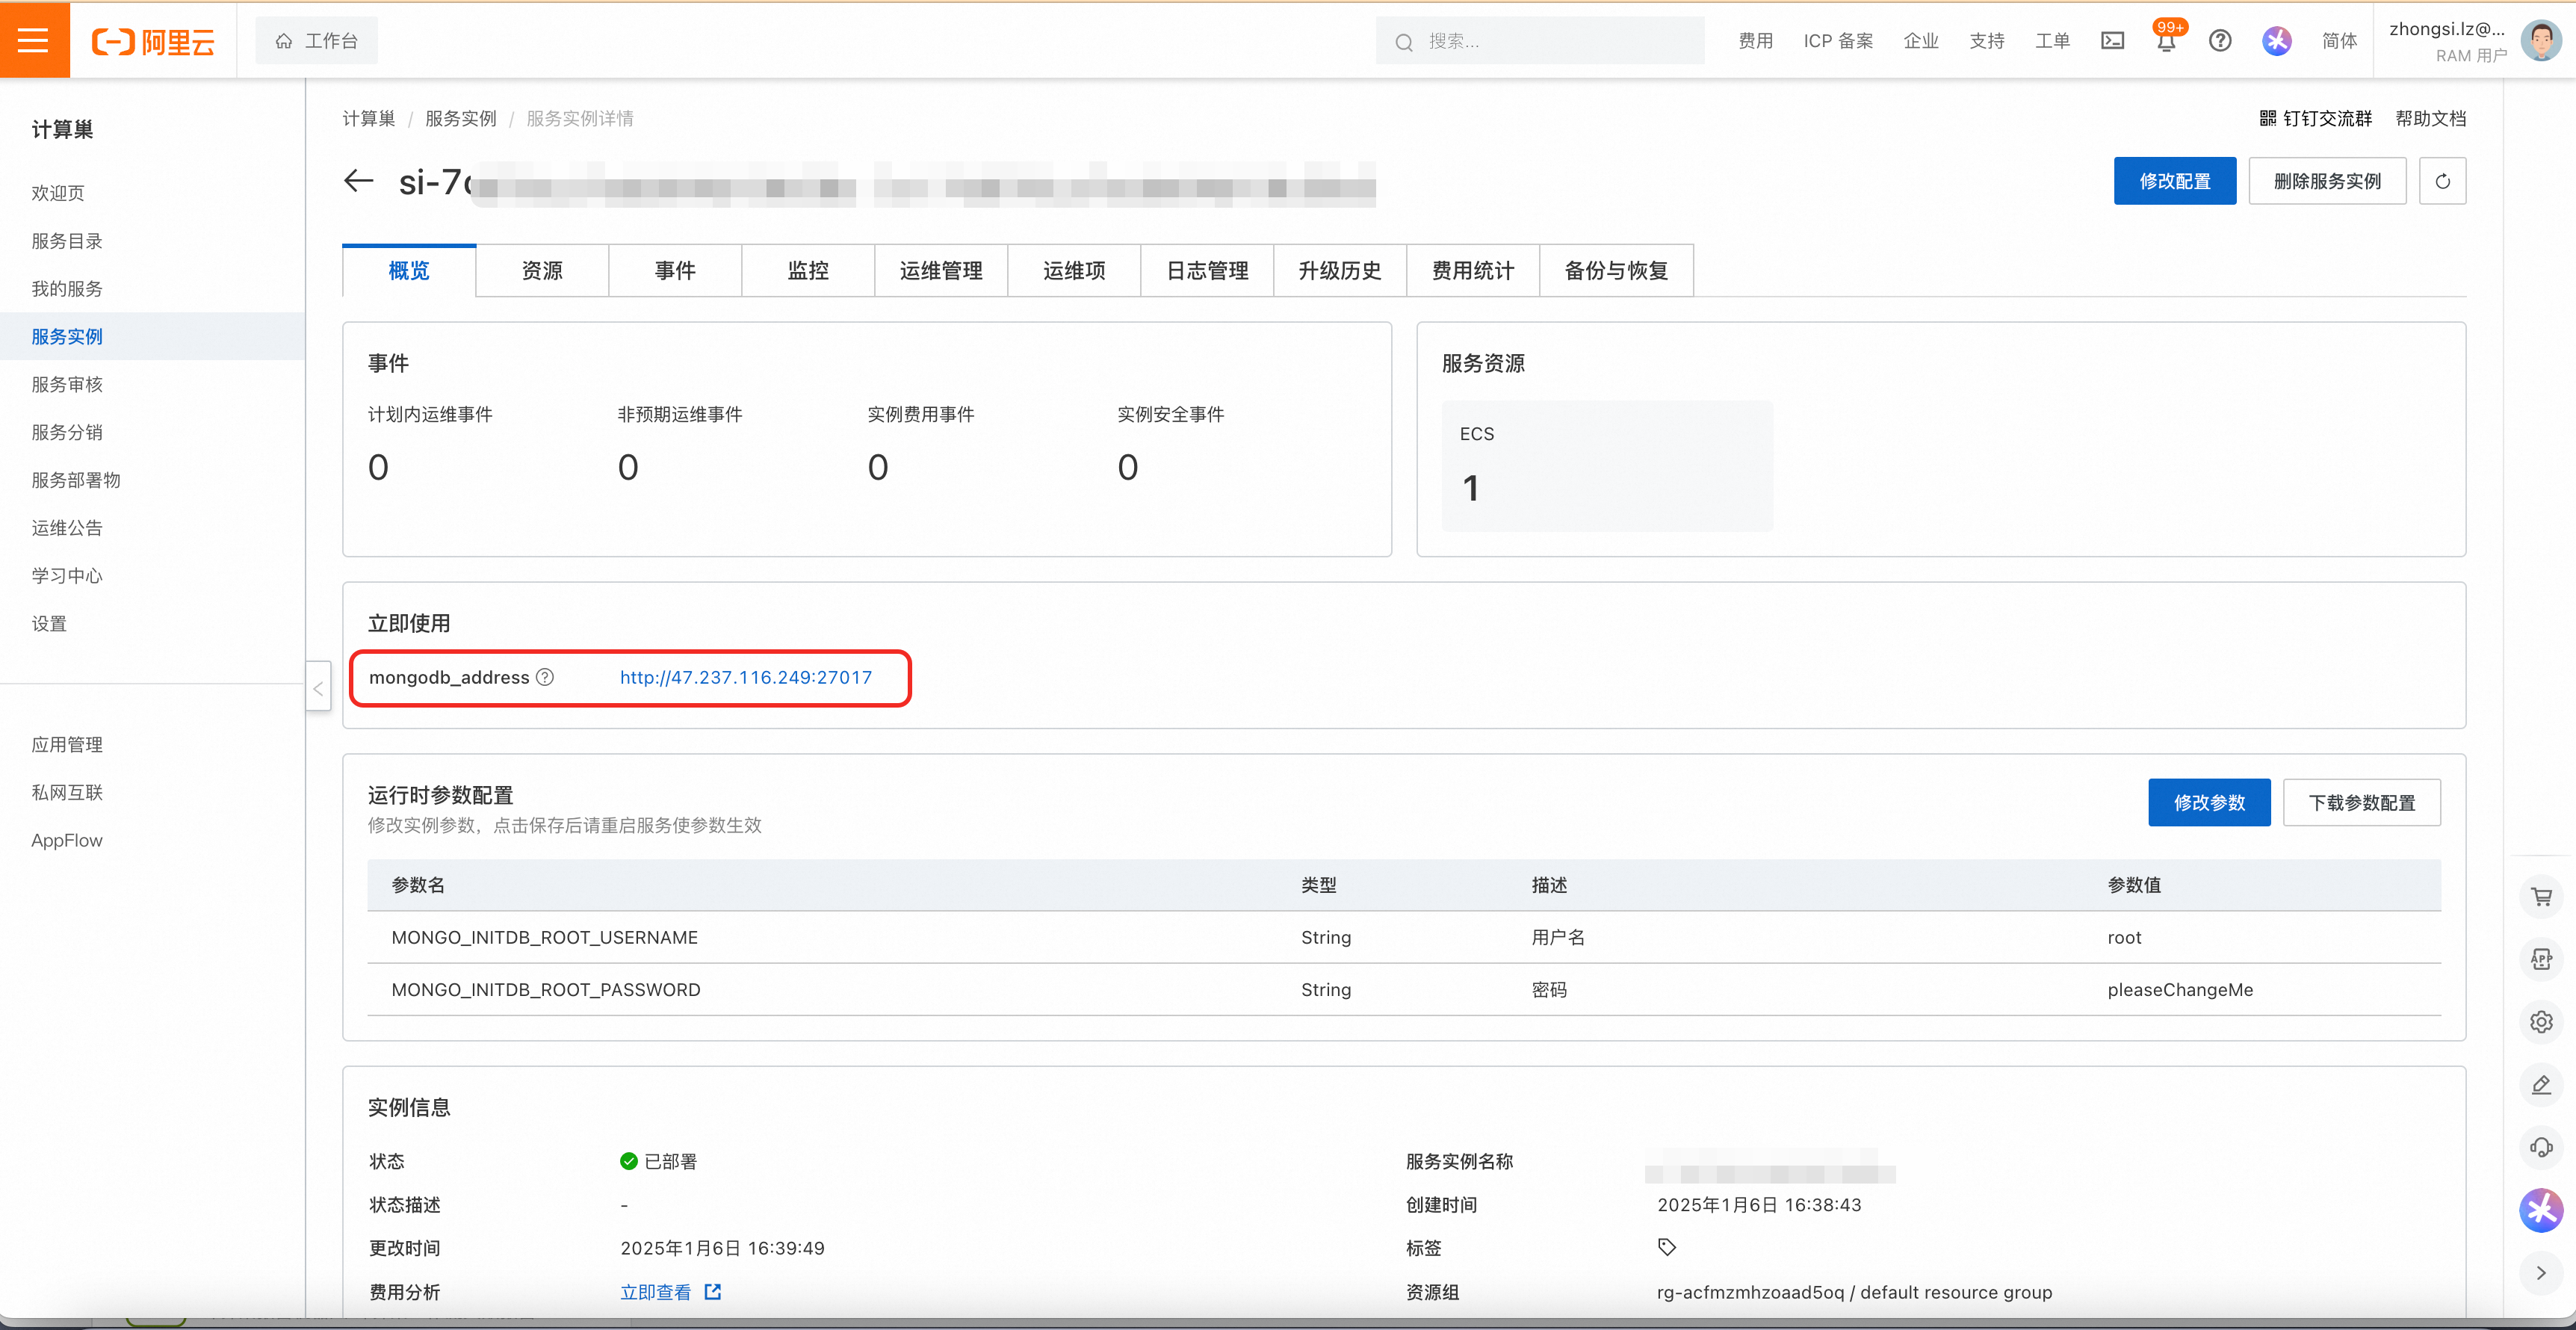 阿里云
工作台
搜索...
费用
ICP 备案
企业
支持
工单
99+
简体
zhongsi.lz@...
RAM 用户
计算巢
欢迎页
服务目录
我的服务
服务实例
服务审核
服务分销
服务部署物
运维公告
学习中心
设置
应用管理
私网互联
AppFlow
计算巢 / 服务实例 / 服务实例详情
钉钉交流群 帮助文档
si-7
修改配置 删除服务实例
概览 资源 事件 监控 运维管理 运维项 日志管理 升级历史 费用统计 备份与恢复
事件
计划内运维事件 非预期运维事件 实例费用事件 实例安全事件
0 0 0 0
服务资源
ECS
1
立即使用
mongodb_address http://47.237.116.249:27017
运行时参数配置
修改实例参数，点击保存后请重启服务使参数生效
修改参数 下载参数配置
参数名 类型 描述 参数值
MONGO_INITDB_ROOT_USERNAME String 用户名 root
MONGO_INITDB_ROOT_PASSWORD String 密码 pleaseChangeMe
实例信息
状态 已部署 服务实例名称
状态描述 - 创建时间 2025年1月6日 16:38:43
更改时间 2025年1月6日 16:39:49 标签
费用分析 立即查看 资源组 rg-acfmzmhzoaad5oq / default resource group
APP